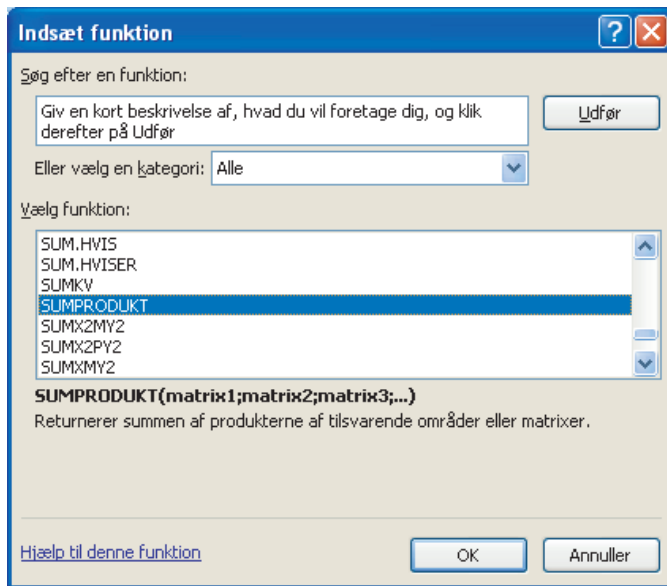 Indsæt funktion
Søg efter en funktion:
Giv en kort beskrivelse af, hvad du vil foretage dig, og klik
derefter på Udfør
Udfør
Eller vælg en kategori: Alle
Vælg funktion:
SUM.HVIS
SUM.HVISER
SUMKV
SUMPRODUKT
SUMX2MY2
SUMX2PY2
SUMXMY2
SUMPRODUKT(matrix1;matrix2;matrix3;...)
Returnerer summen af produkterne af tilsvarende områder eller matrixer.
Hjælp til denne funktion
OK
Annuller